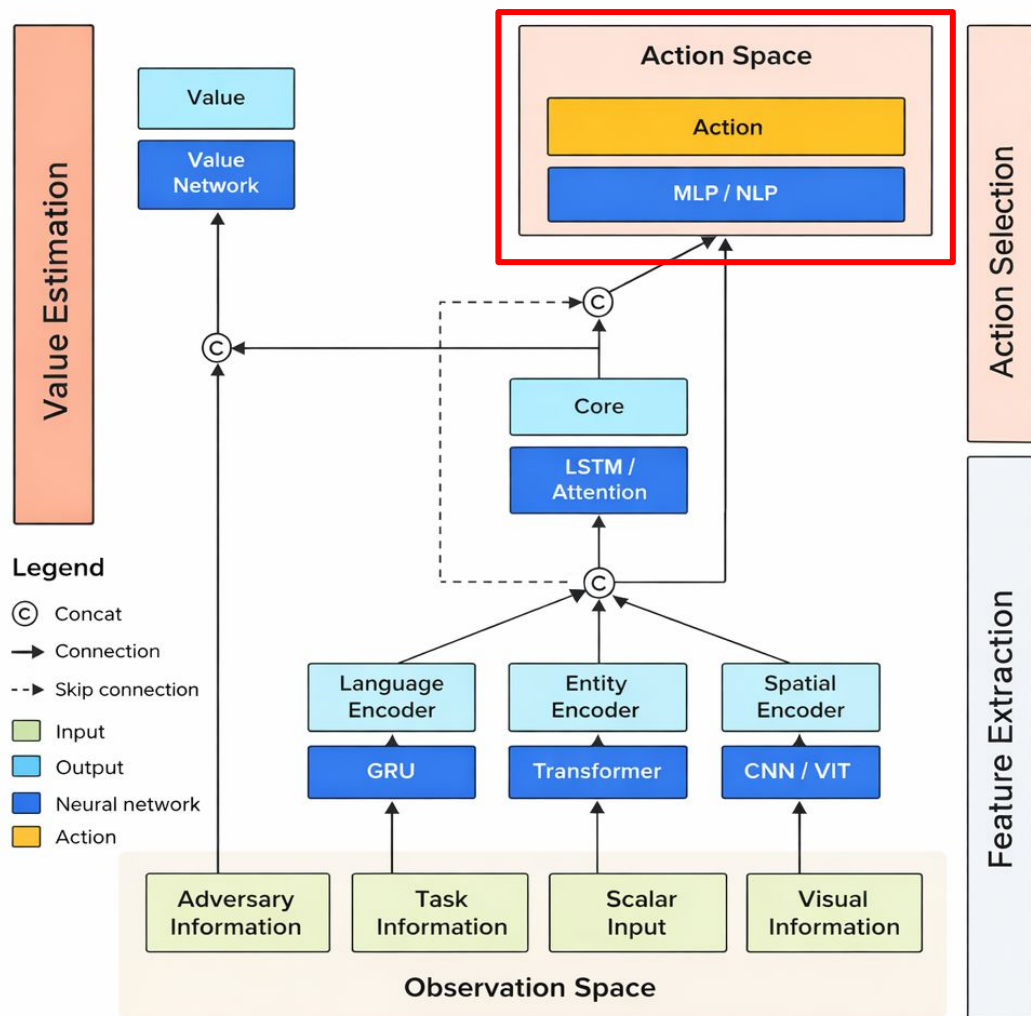 Value Estimation
Value
Value
Network
Action Space
Action
MLP / NLP
Action Selection
C
C
Core
LSTM /
Attention
C
Legend
C Concat
Connection
Skip connection
Input
Output
Neural network
Action
Language
Encoder
Entity
Encoder
Spatial
Encoder
GRU
Transformer
CNN / VIT
Feature Extraction
Adversary
Information
Task
Information
Scalar
Input
Visual
Information
Observation Space